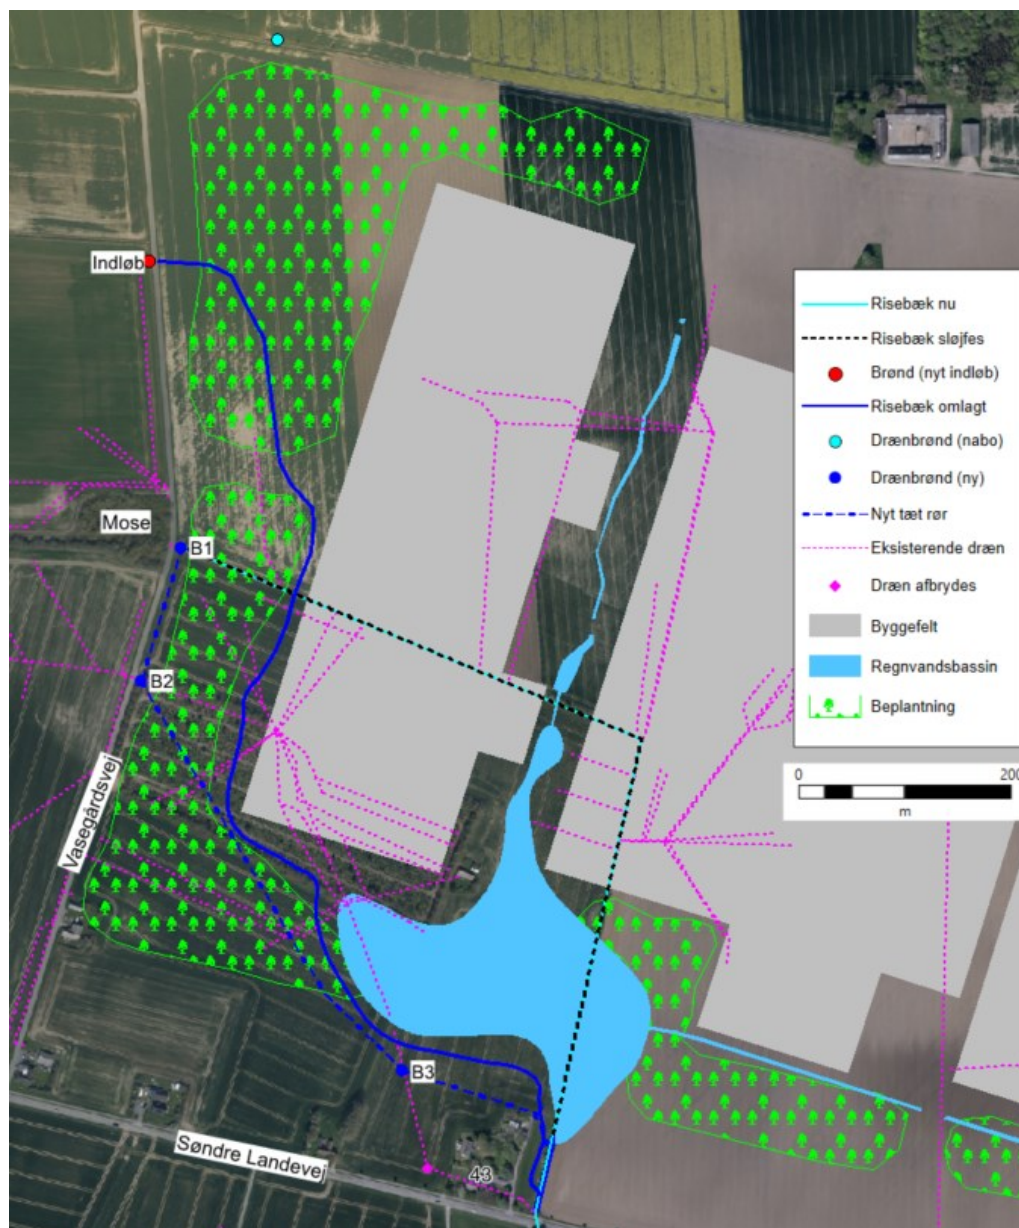 Indløb
Risebæk nu
Risebæk sløjfes
Brønd (nyt indløb)
Risebæk omlagt
Drænbrønd (nabo)
Drænbrønd (ny)
Nyt tæt rør
Eksisterende dræn
Dræn afbrydes
Byggefelt
Regnvandsbassin
Beplantning
0 200
m
Mose
B1
B2
Vasegårdsvej
B3
Søndre Landevej
43